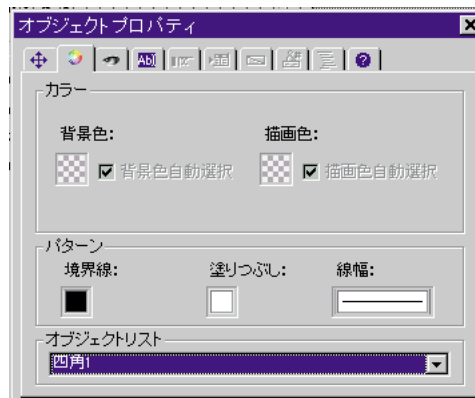 オブジェクトプロパティ
カラー
背景色: 描画色:
背景色自動選択 描画色自動選択
パターン
境界線: 塗りつぶし: 線幅:
オブジェクトリスト
四角1